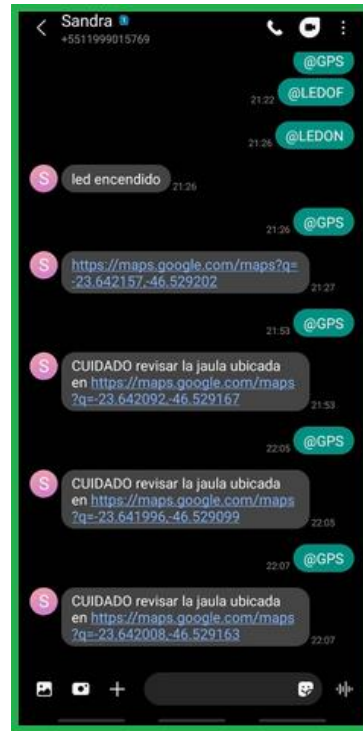 Sandra 1
+5511999015769
@GPS
21:22 @LEDOF
21:26 @LEDON
S led encendido 21:26
21:26 @GPS
S https://maps.google.com/maps?q=
-23.642157,-46.529202 21:27
21:53 @GPS
S CUIDADO revisar la jaula ubicada
en https://maps.google.com/maps
?q=-23.642092,-46.529167 21:53
22:05 @GPS
S CUIDADO revisar la jaula ubicada
en https://maps.google.com/maps
?q=-23.641996,-46.529099 22:05
22:07 @GPS
S CUIDADO revisar la jaula ubicada
en https://maps.google.com/maps
?q=-23.642008,-46.529163 22:07